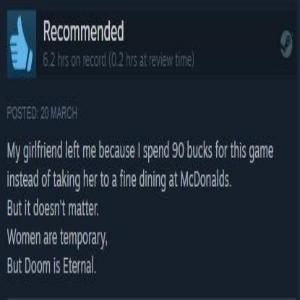 Recommended
6.2 hrs on record (0.2 hrs at review time)
POSTED: 20 MARCH
My girlfriend left me because I spend 90 bucks for this game
instead of taking her to a fine dining at McDonalds.
But it doesn't matter.
Women are temporary,
But Doom is Eternal.